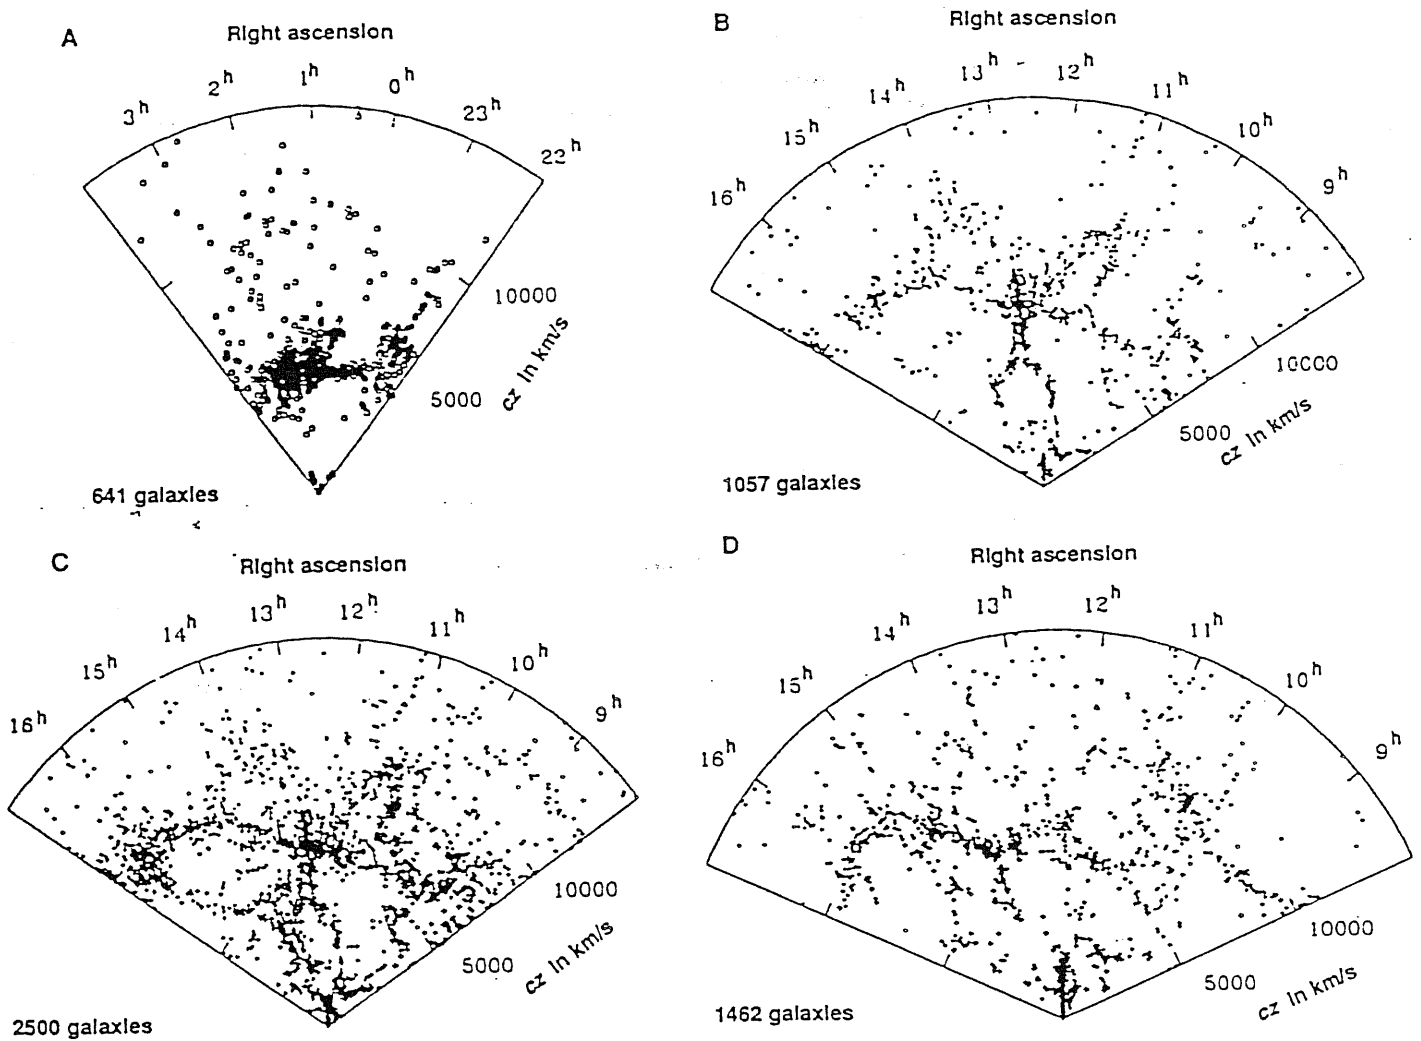 A
Right ascension
3h 2h 1h 0h 23h 22h
10000
5000
cz in km/s
641 galaxies
B
Right ascension
16h 15h 14h 13h 12h 11h 10h 9h
10000
5000
cz in km/s
1057 galaxies
C
Right ascension
16h 15h 14h 13h 12h 11h 10h 9h
10000
5000
cz in km/s
2500 galaxies
D
Right ascension
16h 15h 14h 13h 12h 11h 10h 9h
10000
5000
cz in km/s
1462 galaxies